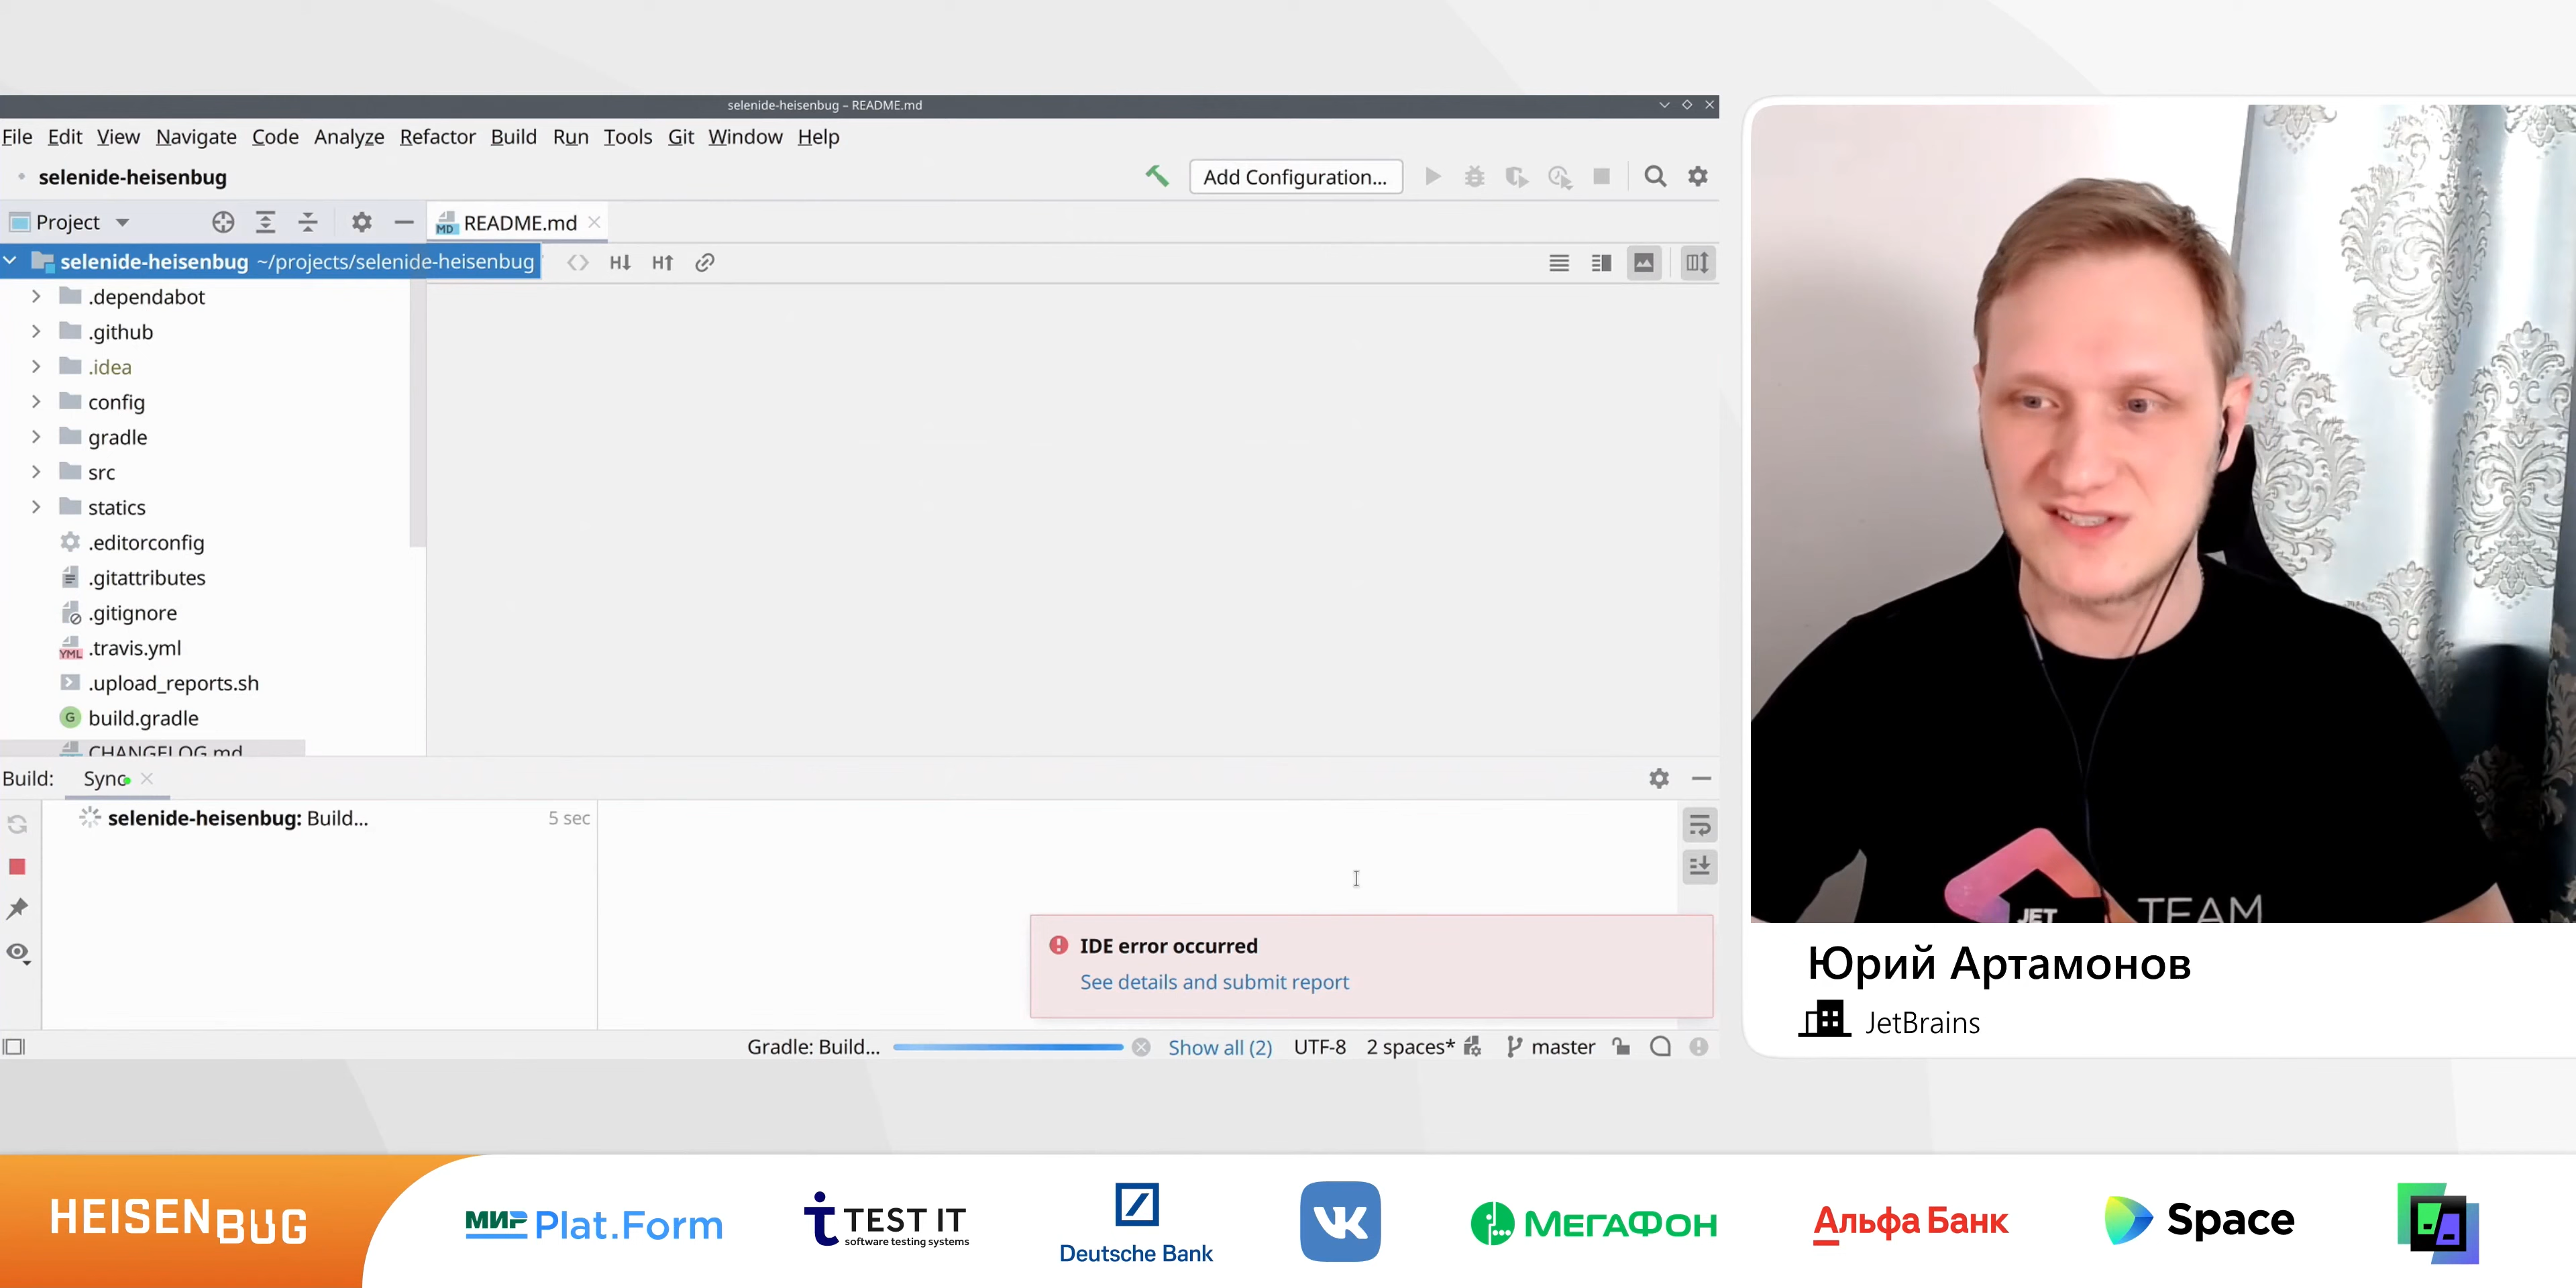 selenide-heisenbug – README.md
File Edit View Navigate Code Analyze Refactor Build Run Tools Git Window Help
selenide-heisenbug
Add Configuration...
Project
README.md
selenide-heisenbug ~/projects/selenide-heisenbug
.dependabot
.github
.idea
config
gradle
src
statics
.editorconfig
.gitattributes
.gitignore
.travis.yml
.upload_reports.sh
build.gradle
CHANGELOG.md
Build: Sync
selenide-heisenbug: Build... 5 sec
IDE error occurred
See details and submit report
Gradle: Build... Show all (2) UTF-8 2 spaces* master
JET TEAM
Юрий Артамонов
JetBrains
HEISENBUG
МИР Plat.Form
TEST IT
software testing systems
Deutsche Bank
VK
МЕГАФОН
Альфа Банк
Space